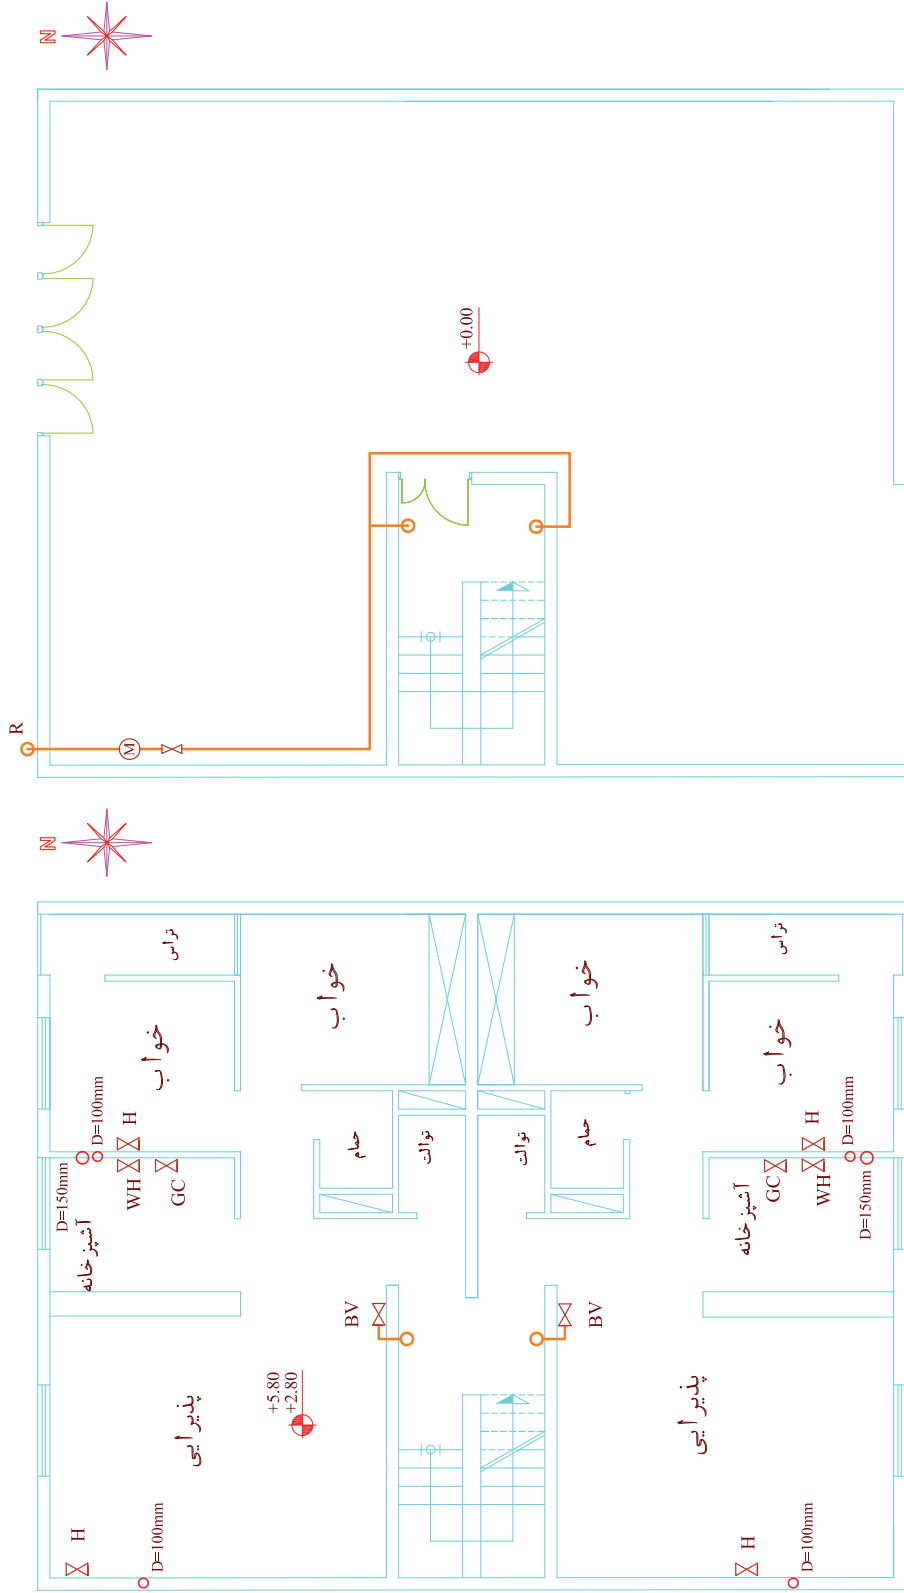 N
+0.00
R
M
N
تراس
تراس
خواب
خواب
خواب
خواب
H
D=100mm
H
D=100mm
حمام
توالت
توالت
حمام
D=150mm
WH
GC
GC
WH
D=150mm
آشپزخانه
آشپزخانه
BV
BV
+5.80
+2.80
پذیرایی
پذیرایی
H
D=100mm
H
D=100mm